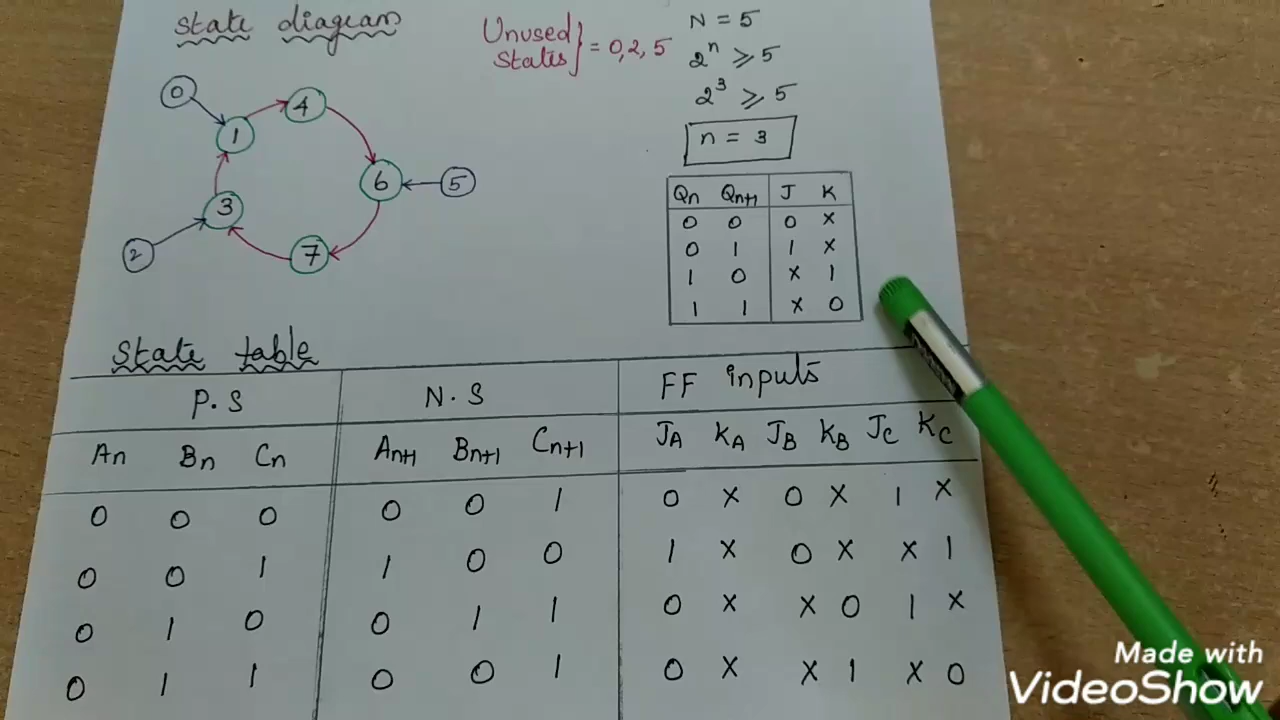 state diagram
Unused
states } = 0, 2, 5
N = 5
2ⁿ ≥ 5
2³ ≥ 5
n = 3
0
1
4
6
5
3
2
7
Qn Qn+1 J K
0 0 0 x
0 1 1 x
1 0 x 1
1 1 x 0
State table
P.S N.S FF inputs
An Bn Cn An+1 Bn+1 Cn+1 JA KA JB KB JC KC
0 0 0 0 0 1 0 x 0 x 1 x
0 0 1 1 0 0 1 x 0 x x 1
0 1 0 0 1 1 0 x x 0 1 x
0 1 1 0 0 1 0 x x 1 x 0
Made with
VideoShow